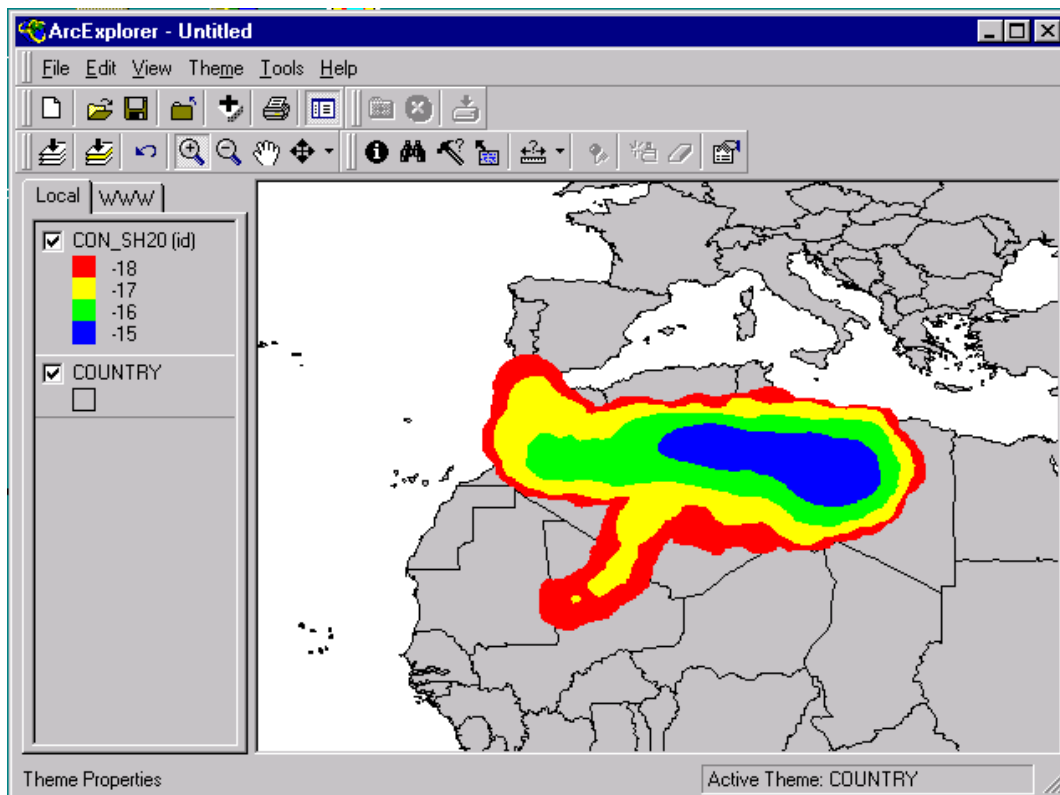 ArcExplorer - Untitled
File Edit View Theme Tools Help
Local WWW
CON_SH20 (id)
-18
-17
-16
-15
COUNTRY
Theme Properties
Active Theme: COUNTRY